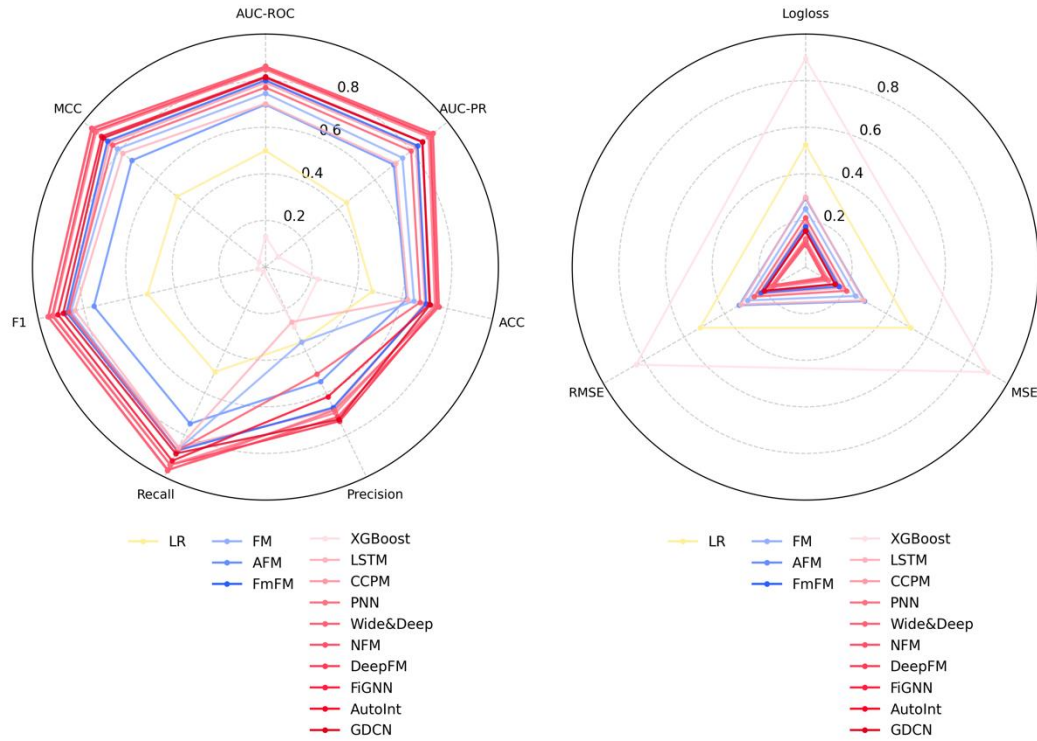 AUC-ROC
AUC-PR
ACC
Precision
Recall
F1
MCC
0.2
0.4
0.6
0.8
LR
FM
AFM
FmFM
XGBoost
LSTM
CCPM
PNN
Wide&Deep
NFM
DeepFM
FiGNN
AutoInt
GDCN
Logloss
MSE
RMSE
0.2
0.4
0.6
0.8
LR
FM
AFM
FmFM
XGBoost
LSTM
CCPM
PNN
Wide&Deep
NFM
DeepFM
FiGNN
AutoInt
GDCN